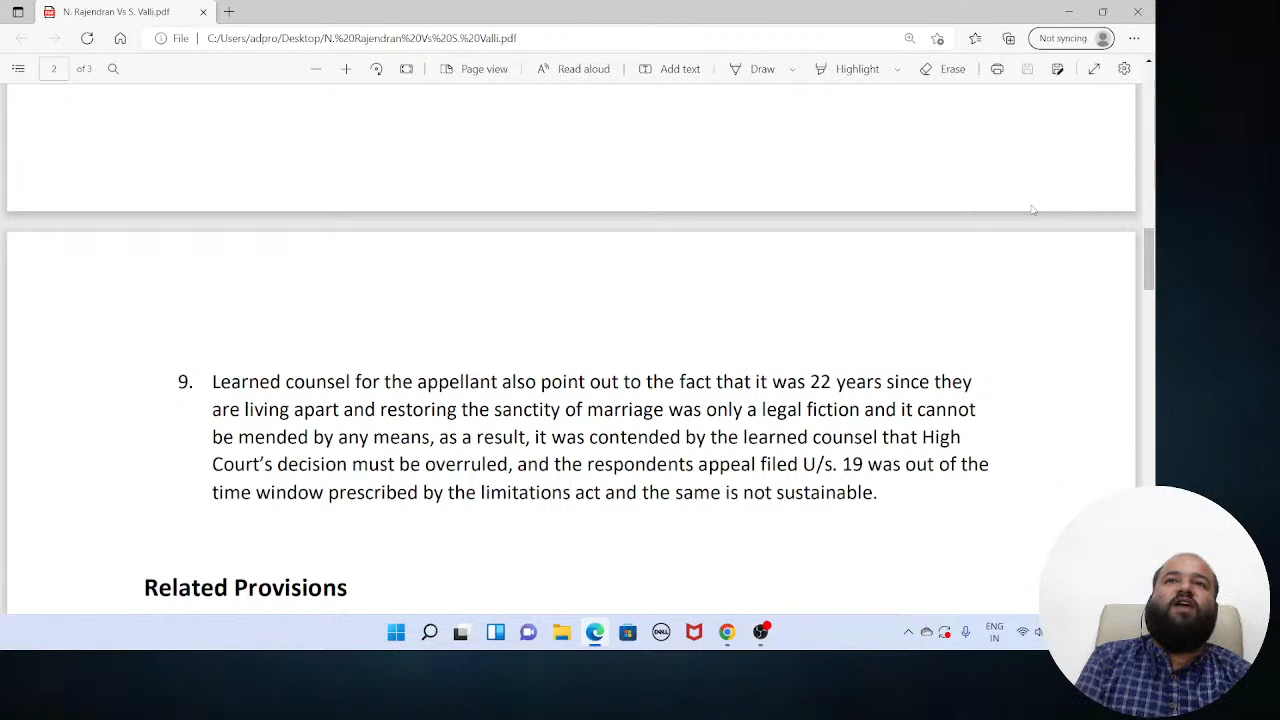 N. Rajendran Vs S. Valli.pdf
File
C:/Users/adpro/Desktop/N.%20Rajendran%20Vs%20S.%20Valli.pdf
Not syncing
2 of 3
Page view
Read aloud
Add text
Draw
Highlight
Erase
9. Learned counsel for the appellant also point out to the fact that it was 22 years since they
are living apart and restoring the sanctity of marriage was only a legal fiction and it cannot
be mended by any means, as a result, it was contended by the learned counsel that High
Court's decision must be overruled, and the respondents appeal filed U/s. 19 was out of the
time window prescribed by the limitations act and the same is not sustainable.
Related Provisions
DELL
ENG
IN